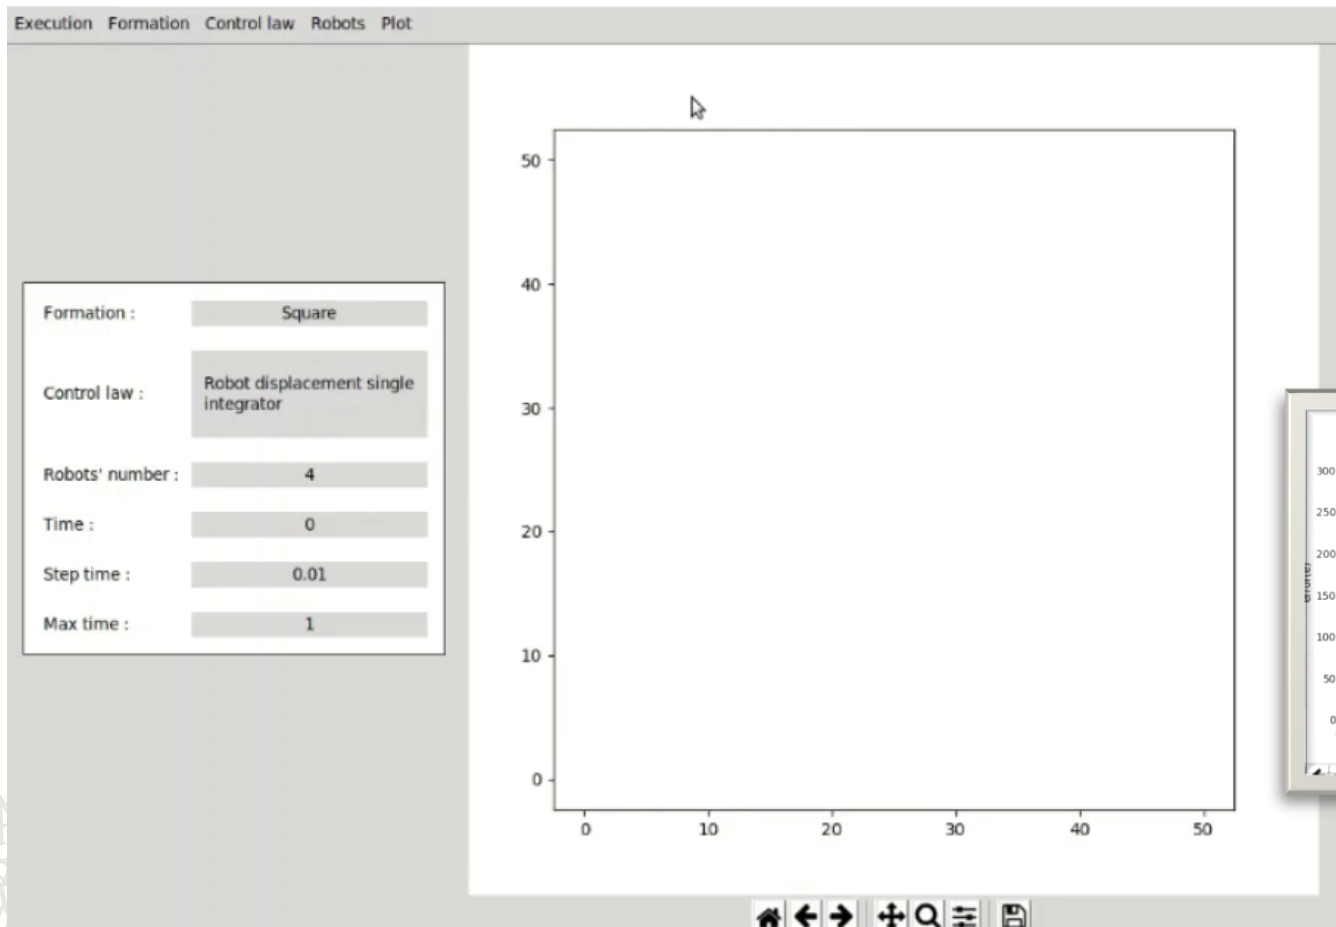 Execution Formation Control law Robots Plot
Formation : Square
Control law : Robot displacement single
integrator
Robots' number : 4
Time : 0
Step time : 0.01
Max time : 1
50
40
30
20
10
0
0 10 20 30 40 50
300
250
200
150
100
50
0